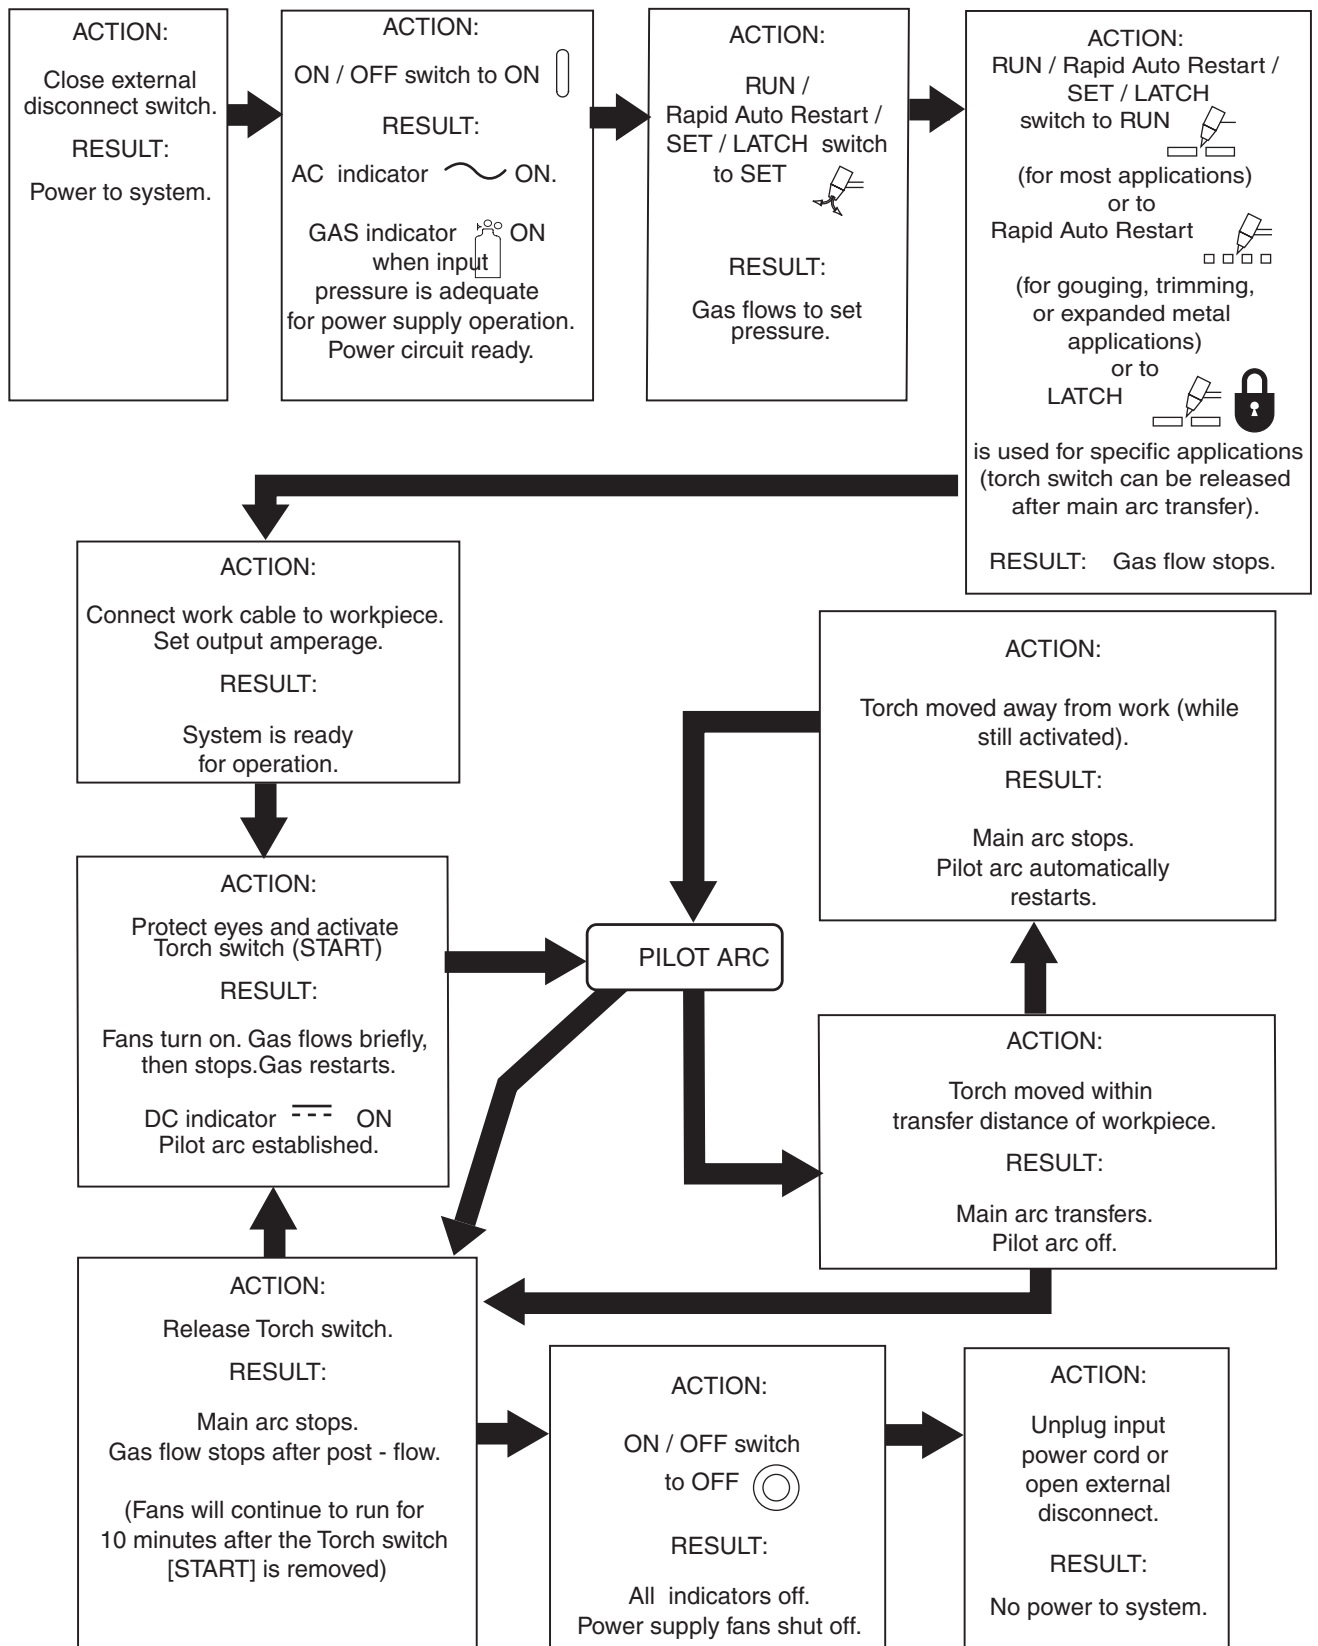 ACTION:
Close external
disconnect switch.
RESULT:
Power to system.
ACTION:
ON / OFF switch to ON
RESULT:
AC indicator ON.
GAS indicator ON
when input
pressure is adequate
for power supply operation.
Power circuit ready.
ACTION:
RUN /
Rapid Auto Restart /
SET / LATCH switch
to SET
RESULT:
Gas flows to set
pressure.
ACTION:
RUN / Rapid Auto Restart /
SET / LATCH
switch to RUN
(for most applications)
or to
Rapid Auto Restart
(for gouging, trimming,
or expanded metal
applications)
or to
LATCH
is used for specific applications
(torch switch can be released
after main arc transfer).
RESULT: Gas flow stops.
ACTION:
Connect work cable to workpiece.
Set output amperage.
RESULT:
System is ready
for operation.
ACTION:
Protect eyes and activate
Torch switch (START)
RESULT:
Fans turn on. Gas flows briefly,
then stops.Gas restarts.
DC indicator ON
Pilot arc established.
PILOT ARC
ACTION:
Torch moved away from work (while
still activated).
RESULT:
Main arc stops.
Pilot arc automatically
restarts.
ACTION:
Torch moved within
transfer distance of workpiece.
RESULT:
Main arc transfers.
Pilot arc off.
ACTION:
Release Torch switch.
RESULT:
Main arc stops.
Gas flow stops after post - flow.
(Fans will continue to run for
10 minutes after the Torch switch
[START] is removed)
ACTION:
ON / OFF switch
to OFF
RESULT:
All indicators off.
Power supply fans shut off.
ACTION:
Unplug input
power cord or
open external
disconnect.
RESULT:
No power to system.